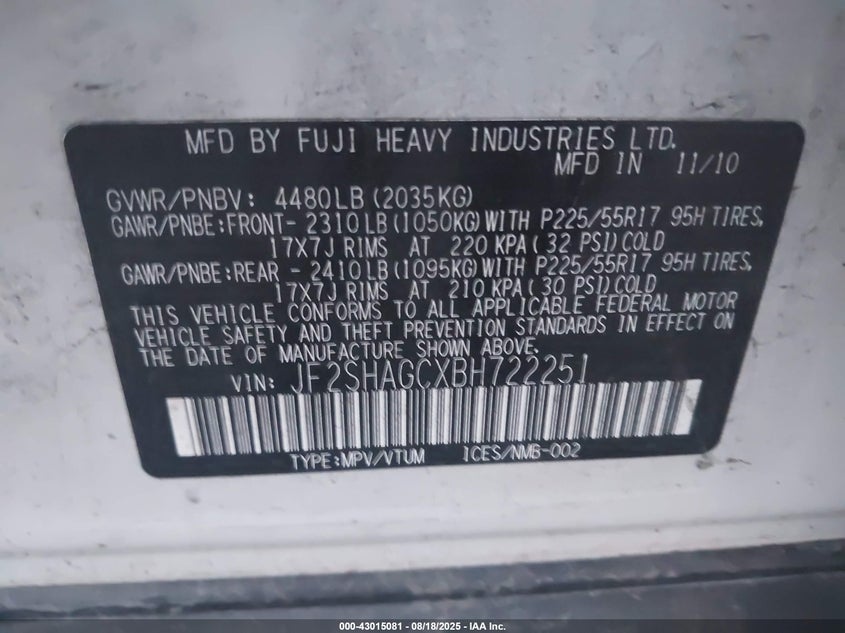 MFD BY FUJI HEAVY INDUSTRIES LTD.
MFD IN 11/10
GVWR/PNBV: 4480LB(2035KG)
GAWR/PNBE:FRONT- 2310LB(1050KG)WITH P225/55R17 95H TIRES,
17X7J RIMS AT 220 KPA(32 PSI)COLD
GAWR/PNBE:REAR - 2410LB(1095KG)WITH P225/55R17 95H TIRES,
17X7J RIMS AT 210 KPA(30 PSI)COLD
THIS VEHICLE CONFORMS TO ALL APPLICABLE FEDERAL MOTOR
VEHICLE SAFETY AND THEFT PREVENTION STANDARDS IN EFFECT ON
THE DATE OF MANUFACTURE SHOWN ABOVE.
VIN: JF2SHAGCXBH722251
TYPE:MPV/VTUM ICES/NMB-002
000-43015081 - 08/18/2025 - IAA Inc.